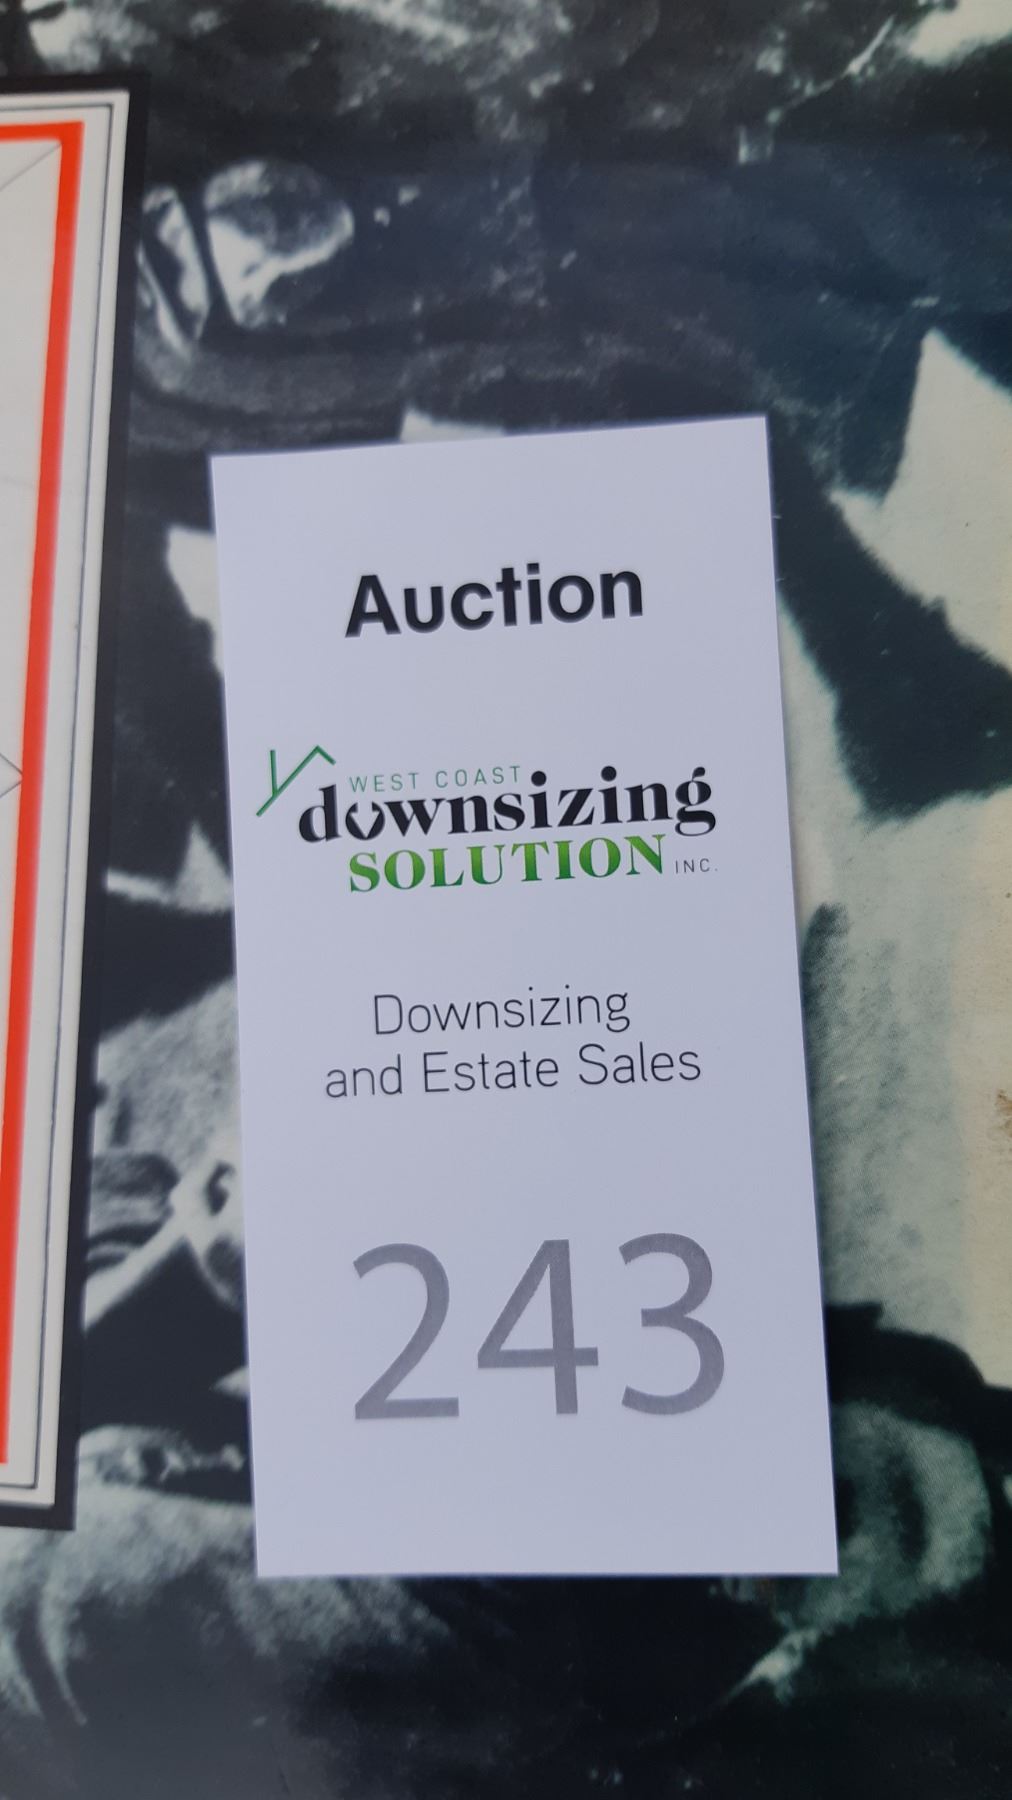 Auction
WEST COAST
downsizing
SOLUTION INC.
Downsizing
and Estate Sales
243